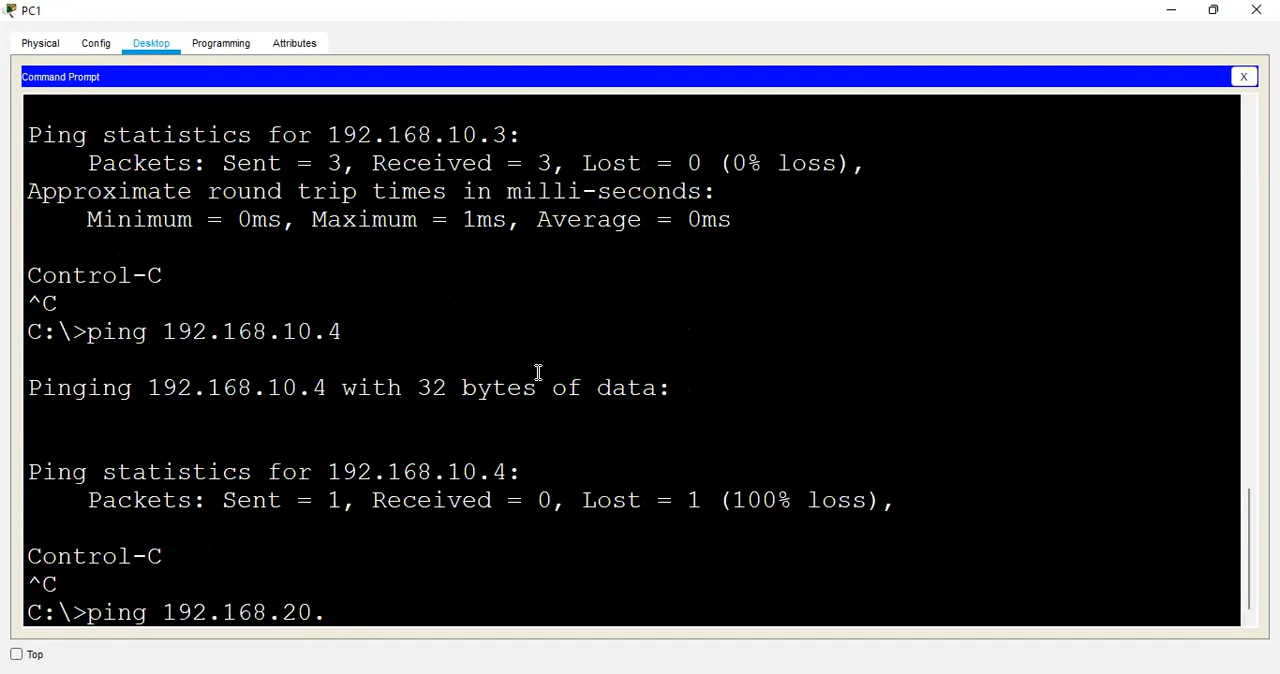 PC1
Physical Config Desktop Programming Attributes
Command Prompt X
Ping statistics for 192.168.10.3:
Packets: Sent = 3, Received = 3, Lost = 0 (0% loss),
Approximate round trip times in milli-seconds:
Minimum = 0ms, Maximum = 1ms, Average = 0ms
Control-C
^C
C:\>ping 192.168.10.4
Pinging 192.168.10.4 with 32 bytes of data:
Ping statistics for 192.168.10.4:
Packets: Sent = 1, Received = 0, Lost = 1 (100% loss),
Control-C
^C
C:\>ping 192.168.20.
Top